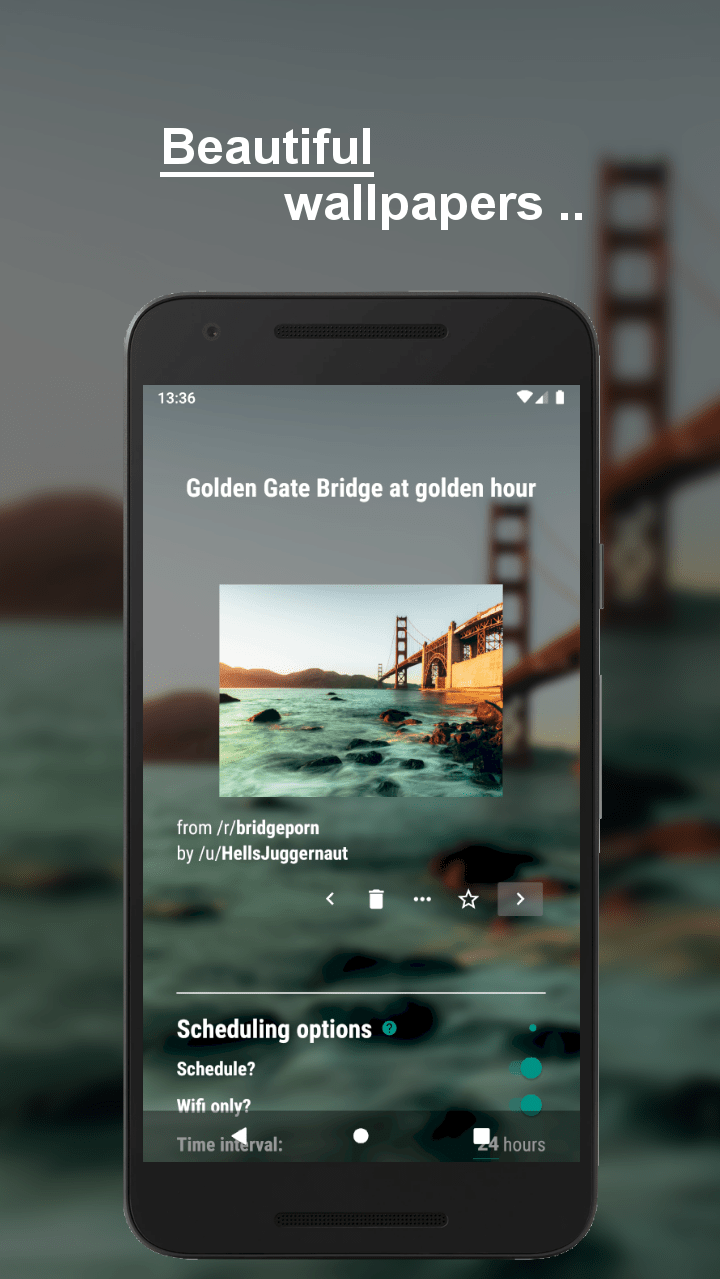 Beautiful
wallpapers ..
13:36
Golden Gate Bridge at golden hour
from /r/bridgeporn
by /u/HellsJuggernaut
Scheduling options ?
Schedule?
Wifi only?
Time interval: 24 hours